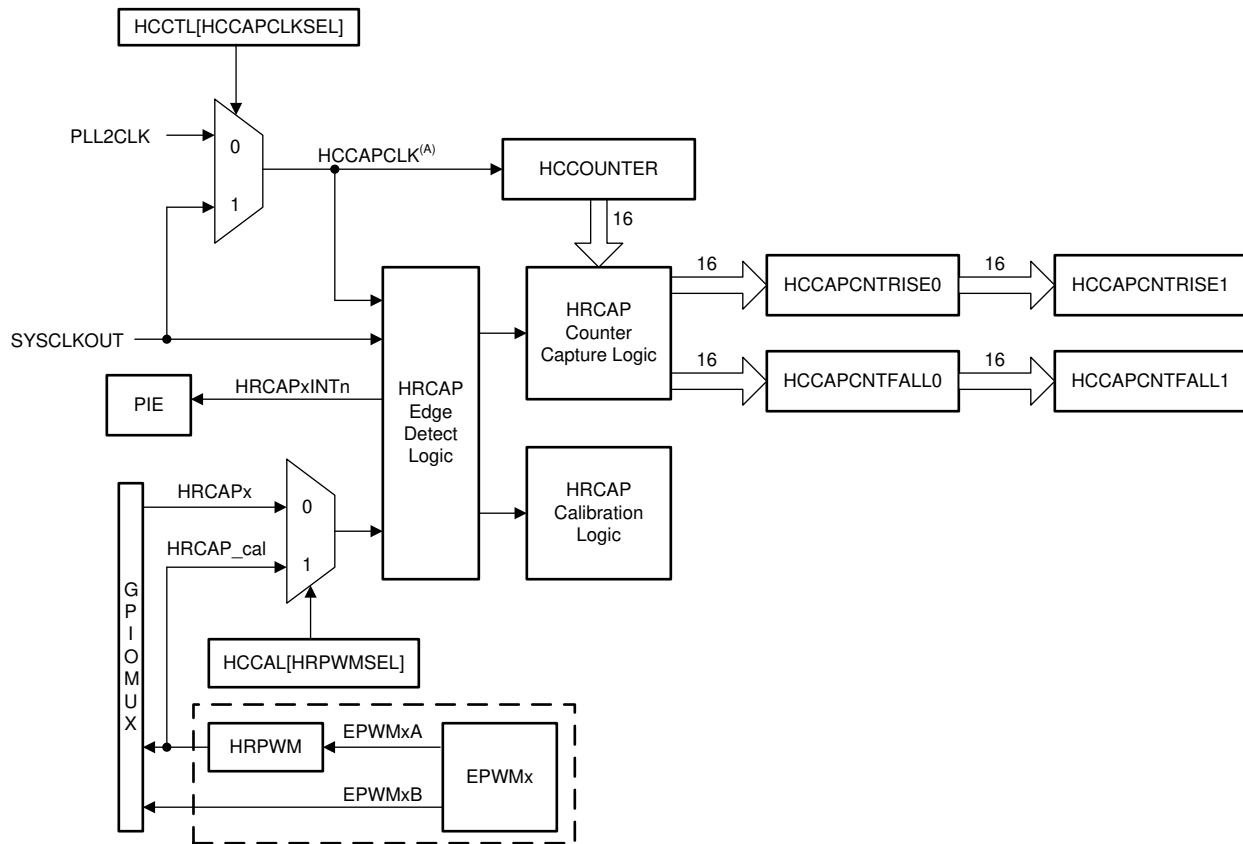 HCCTL[HCCAPCLKSEL]
PLL2CLK
0
1
HCCAPCLK(A)
HCCOUNTER
16
SYSCLKOUT
HRCAP
Edge
Detect
Logic
HRCAP
Counter
Capture Logic
16
HCCAPCNTRISE0
16
HCCAPCNTRISE1
16
HCCAPCNTFALL0
16
HCCAPCNTFALL1
PIE
HRCAPxINTn
HRCAP
Calibration
Logic
HRCAPx
0
HRCAP_cal
1
GPIOMUX
HCCAL[HRPWMSEL]
HRPWM
EPWMxA
EPWMx
EPWMxB